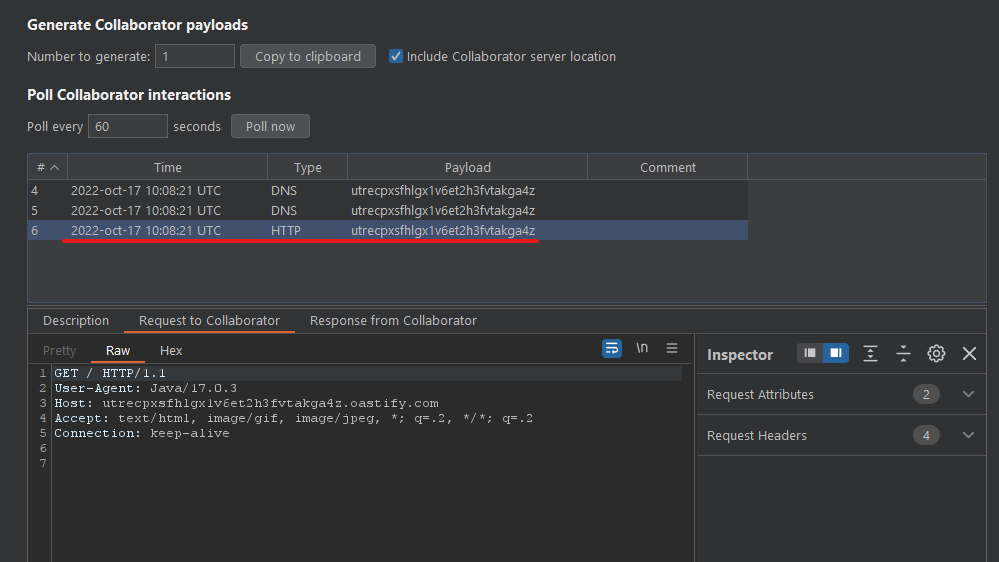 Generate Collaborator payloads
Number to generate: 1 Copy to clipboard Include Collaborator server location
Poll Collaborator interactions
Poll every 60 seconds Poll now
# Time Type Payload Comment
4 2022-oct-17 10:08:21 UTC DNS utrecpxsfhlgx1v6et2h3fvtakga4z
5 2022-oct-17 10:08:21 UTC DNS utrecpxsfhlgx1v6et2h3fvtakga4z
6 2022-oct-17 10:08:21 UTC HTTP utrecpxsfhlgx1v6et2h3fvtakga4z
Description Request to Collaborator Response from Collaborator
Pretty Raw Hex \n
Inspector
1 GET / HTTP/1.1
2 User-Agent: Java/17.0.3
3 Host: utrecpxsfhlgx1v6et2h3fvtakga4z.oastify.com
4 Accept: text/html, image/gif, image/jpeg, *; q=.2, */*; q=.2
5 Connection: keep-alive
6
7
Request Attributes 2
Request Headers 4